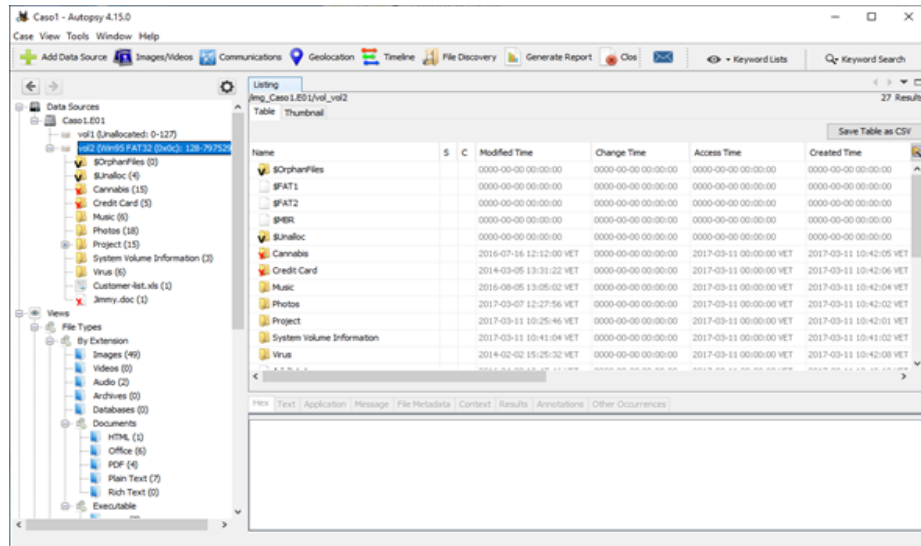 Caso1 - Autopsy 4.15.0
Case View Tools Window Help
Add Data Source Images/Videos Communications Geolocation Timeline File Discovery Generate Report Clos Keyword Lists Keyword Search
Listing
/img_Caso1.E01/vol_vol2 27 Results
Table Thumbnail
Save Table as CSV
Name S C Modified Time Change Time Access Time Created Time
$OrphanFiles 0000-00-00 00:00:00 0000-00-00 00:00:00 0000-00-00 00:00:00 0000-00-00 00:00:00
$FAT1 0000-00-00 00:00:00 0000-00-00 00:00:00 0000-00-00 00:00:00 0000-00-00 00:00:00
$FAT2 0000-00-00 00:00:00 0000-00-00 00:00:00 0000-00-00 00:00:00 0000-00-00 00:00:00
$MBR 0000-00-00 00:00:00 0000-00-00 00:00:00 0000-00-00 00:00:00 0000-00-00 00:00:00
$Unalloc 0000-00-00 00:00:00 0000-00-00 00:00:00 0000-00-00 00:00:00 0000-00-00 00:00:00
Cannabis 2016-07-16 12:12:00 VET 0000-00-00 00:00:00 2017-03-11 00:00:00 VET 2017-03-11 10:42:05 VET
Credit Card 2014-03-05 13:31:22 VET 0000-00-00 00:00:00 2017-03-11 00:00:00 VET 2017-03-11 10:42:06 VET
Music 2016-08-05 13:05:02 VET 0000-00-00 00:00:00 2017-03-11 00:00:00 VET 2017-03-11 10:42:04 VET
Photos 2017-03-07 12:27:56 VET 0000-00-00 00:00:00 2017-03-11 00:00:00 VET 2017-03-11 10:42:02 VET
Project 2017-03-11 10:25:46 VET 0000-00-00 00:00:00 2017-03-11 00:00:00 VET 2017-03-11 10:42:01 VET
System Volume Information 2017-03-11 10:41:04 VET 0000-00-00 00:00:00 2017-03-11 00:00:00 VET 2017-03-11 10:41:02 VET
Virus 2014-02-02 15:25:32 VET 0000-00-00 00:00:00 2017-03-11 00:00:00 VET 2017-03-11 10:42:08 VET
Hex Text Application Message File Metadata Context Results Annotations Other Occurrences
Data Sources
Caso1.E01
vol1 (Unallocated: 0-127)
vol2 (Win95 FAT32 (0x0c): 128-797529
$OrphanFiles (0)
$Unalloc (4)
Cannabis (15)
Credit Card (5)
Music (6)
Photos (18)
Project (15)
System Volume Information (3)
Virus (6)
Customer-list.xls (1)
Jimmy.doc (1)
Views
File Types
By Extension
Images (49)
Videos (0)
Audio (2)
Archives (0)
Databases (0)
Documents
HTML (1)
Office (6)
PDF (4)
Plain Text (7)
Rich Text (0)
Executable